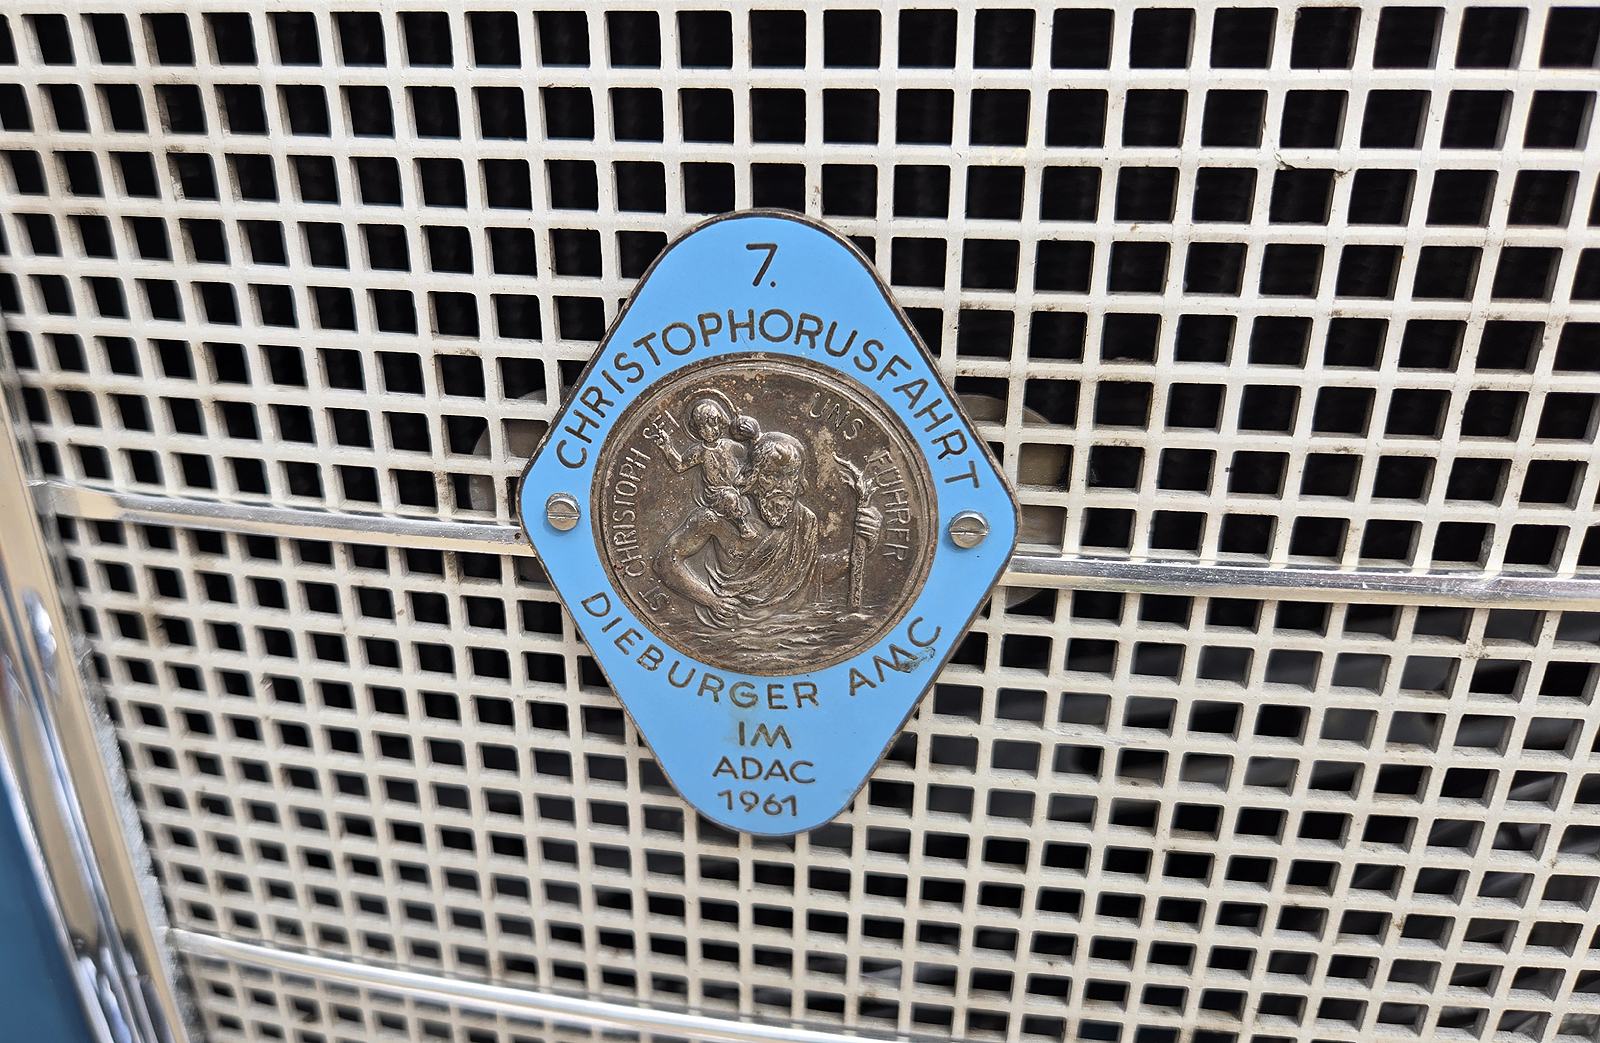 7.
CHRISTOPHORUSFAHRT
ST. CHRISTOPH SEI UNS FÜHRER
DIEBURGER AMC
IM
ADAC
1961